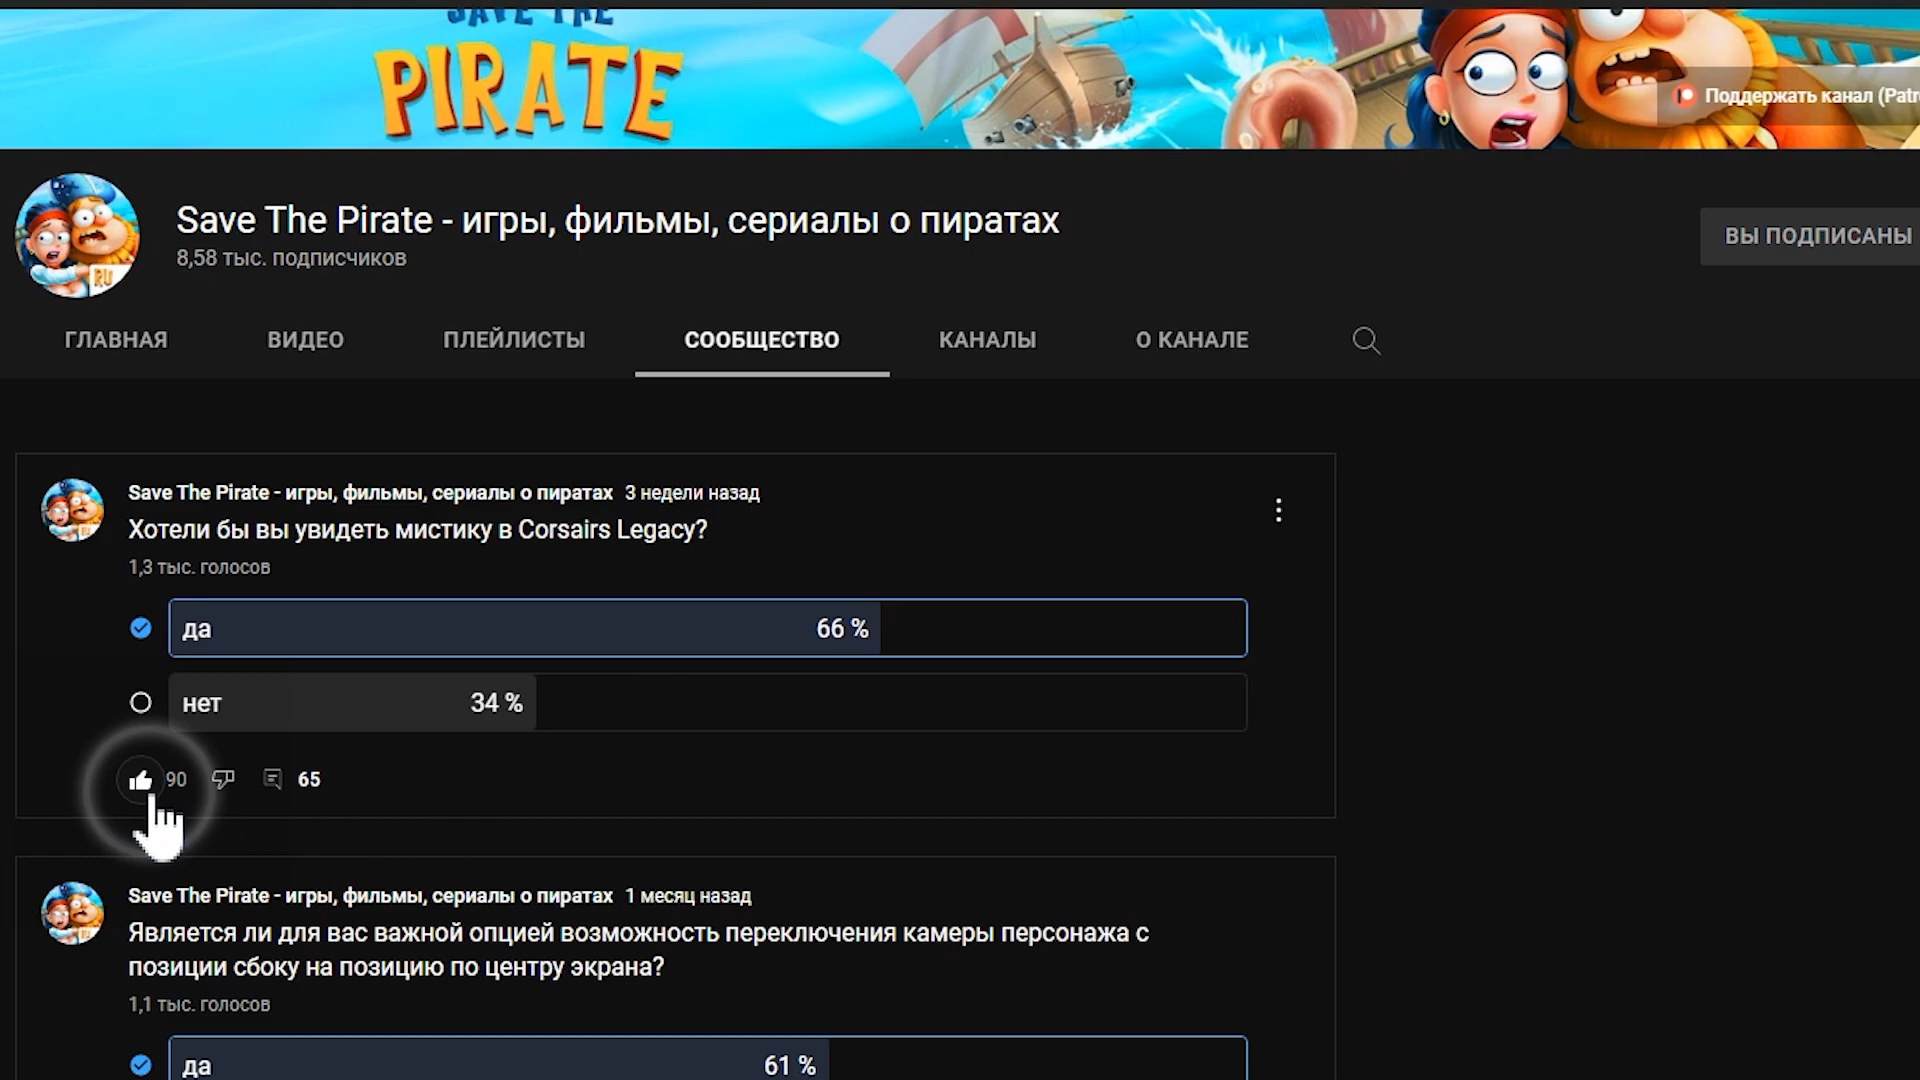 SAVE THE
PIRATE
Поддержать канал (Patr
Save The Pirate - игры, фильмы, сериалы о пиратах
8,58 тыс. подписчиков
ВЫ ПОДПИСАНЫ
RU
ГЛАВНАЯ ВИДЕО ПЛЕЙЛИСТЫ СООБЩЕСТВО КАНАЛЫ О КАНАЛЕ
Save The Pirate - игры, фильмы, сериалы о пиратах 3 недели назад
Хотели бы вы увидеть мистику в Corsairs Legacy?
1,3 тыс. голосов
да 66 %
нет 34 %
90 65
Save The Pirate - игры, фильмы, сериалы о пиратах 1 месяц назад
Является ли для вас важной опцией возможность переключения камеры персонажа с
позиции сбоку на позицию по центру экрана?
1,1 тыс. голосов
да 61 %